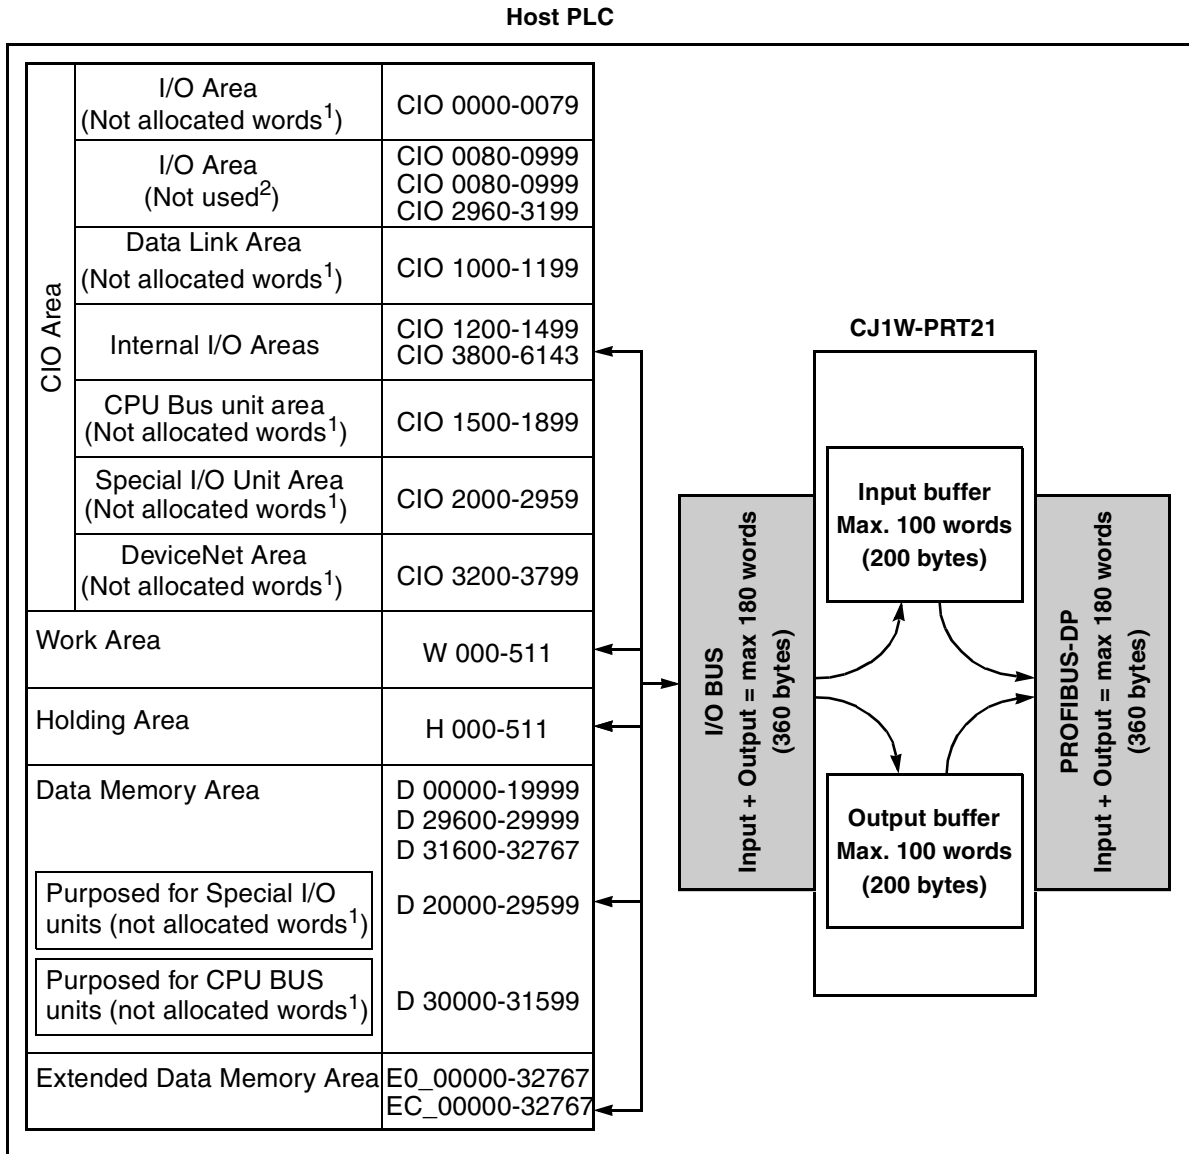 Host PLC
CIO Area
I/O Area
(Not allocated words1)
CIO 0000-0079
I/O Area
(Not used2)
CIO 0080-0999
CIO 0080-0999
CIO 2960-3199
Data Link Area
(Not allocated words1)
CIO 1000-1199
Internal I/O Areas
CIO 1200-1499
CIO 3800-6143
CPU Bus unit area
(Not allocated words1)
CIO 1500-1899
Special I/O Unit Area
(Not allocated words1)
CIO 2000-2959
DeviceNet Area
(Not allocated words1)
CIO 3200-3799
Work Area
W 000-511
Holding Area
H 000-511
Data Memory Area
D 00000-19999
D 29600-29999
D 31600-32767
Purposed for Special I/O
units (not allocated words1)
D 20000-29599
Purposed for CPU BUS
units (not allocated words1)
D 30000-31599
Extended Data Memory Area
E0_00000-32767
EC_00000-32767
I/O BUS
Input + Output = max 180 words
(360 bytes)
CJ1W-PRT21
Input buffer
Max. 100 words
(200 bytes)
Output buffer
Max. 100 words
(200 bytes)
PROFIBUS-DP
Input + Output = max 180 words
(360 bytes)